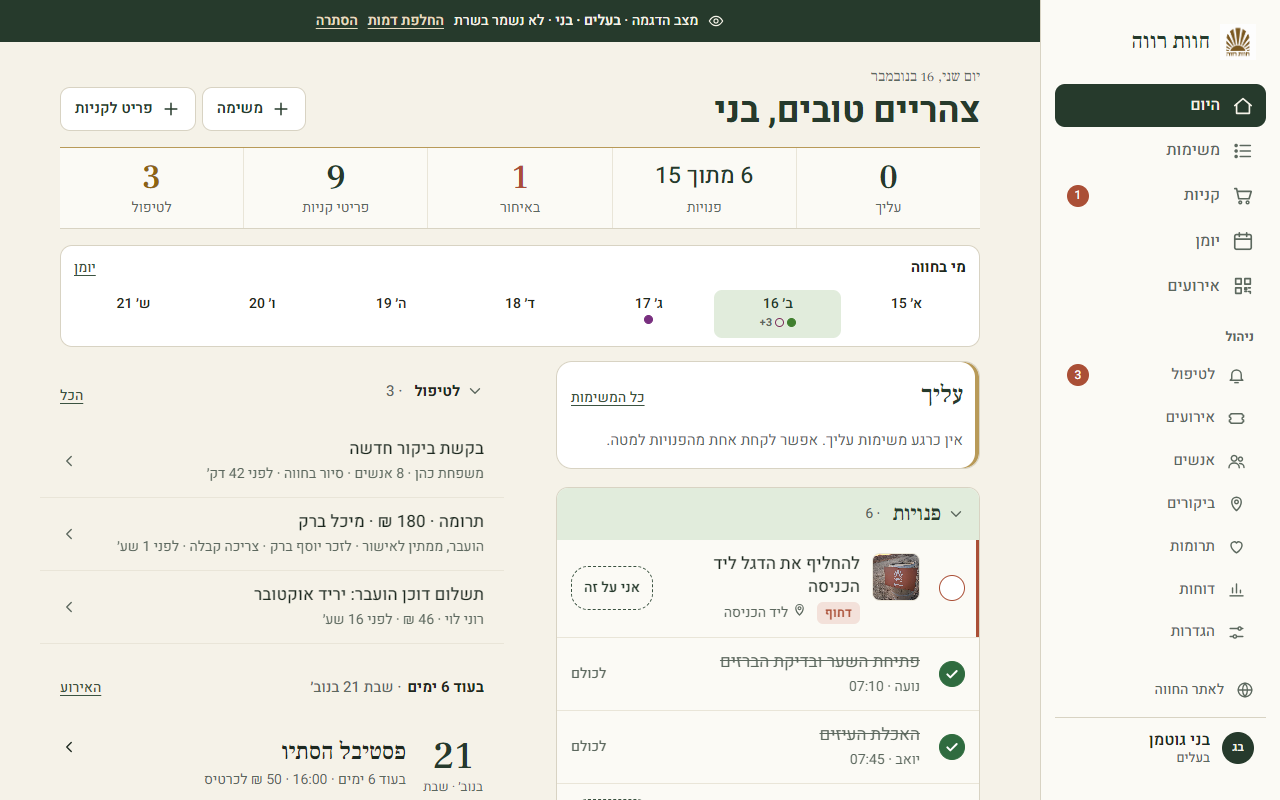 מצב הדגמה · בעלים · בני · לא נשמר בשרת החלפת דמות הסתרה
חוות רווה
היום
משימות
קניות 1
יומן
אירועים
ניהול
לטיפול 3
אירועים
אנשים
ביקורים
תרומות
דוחות
הגדרות
לאתר החווה
בג
בני גוטמן
בעלים
יום שני, 16 בנובמבר
צהריים טובים, בני
משימה
פריט לקניות
0 עליך
6 מתוך 15 פנויות
1 באיחור
9 פריטי קניות
3 לטיפול
מי בחווה יומן
א׳ 15 ב׳ 16 ג׳ 17 ד׳ 18 ה׳ 19 ו׳ 20 ש׳ 21
+3
עליך כל המשימות
אין כרגע משימות עליך. אפשר לקחת אחת מהפנויות למטה.
פנויות · 6
להחליף את הדגל ליד
הכניסה
דחוף ליד הכניסה
אני על זה
פתיחת השער ובדיקת הברזים
נועה · 07:10
לכולם
האכלת העיזים
יואב · 07:45
לכולם
לטיפול · 3 הכל
בקשת ביקור חדשה
משפחת כהן · 8 אנשים · סיור בחווה · לפני 42 דק׳
תרומה · 180 ₪ · מיכל ברק
הועבר, ממתין לאישור · לזכר יוסף ברק · צריכה קבלה · לפני 1 שע׳
תשלום דוכן הועבר: יריד אוקטובר
רוני לוי · 46 ₪ · לפני 16 שע׳
בעוד 6 ימים · שבת 21 בנוב׳ האירוע
21
בנוב׳ · שבת
פסטיבל הסתיו
בעוד 6 ימים · 16:00 · 50 ₪ לכרטיס